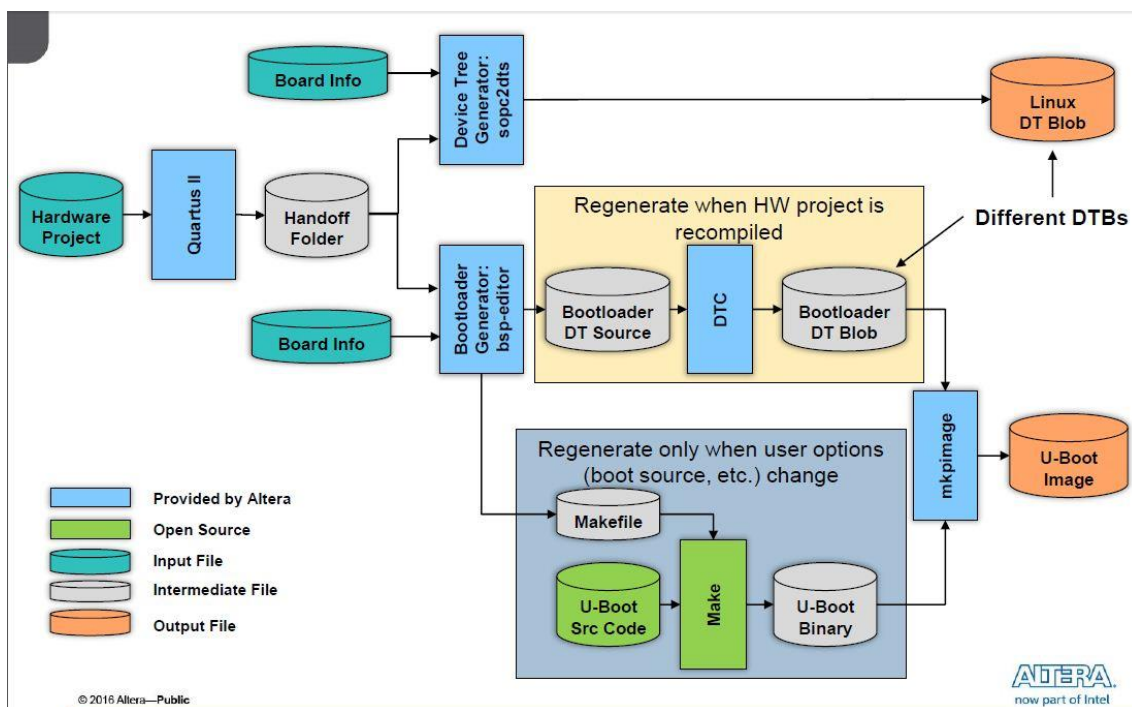 Board Info
Device Tree
Generator:
sopc2dts
Linux
DT Blob
Hardware
Project
Quartus II
Handoff
Folder
Regenerate when HW project is
recompiled
Different DTBs
Board Info
Bootloader
Generator:
bsp-editor
Bootloader
DT Source
DTC
Bootloader
DT Blob
Regenerate only when user options
(boot source, etc.) change
Makefile
U-Boot
Src Code
Make
U-Boot
Binary
mkpimage
U-Boot
Image
Provided by Altera
Open Source
Input File
Intermediate File
Output File
© 2016 Altera—Public
ALTERA
now part of Intel